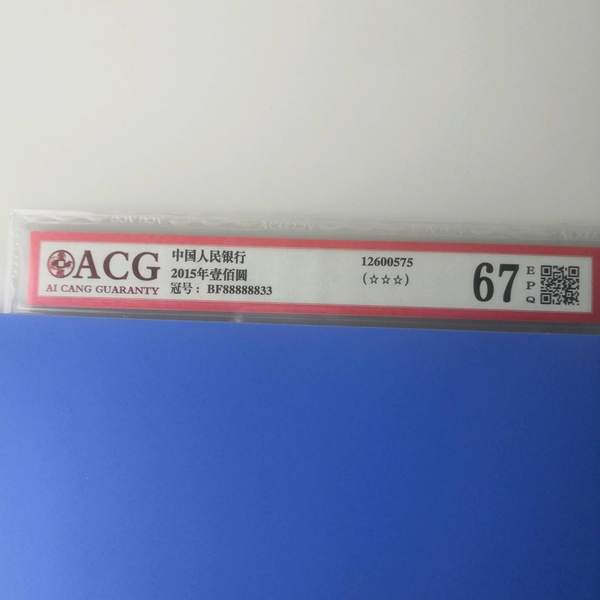 ACG
AI CANG GUARANTY
中国人民银行
2015年壹佰圆
冠号: BF88888833
12600575
(☆☆☆)
67
EPQ